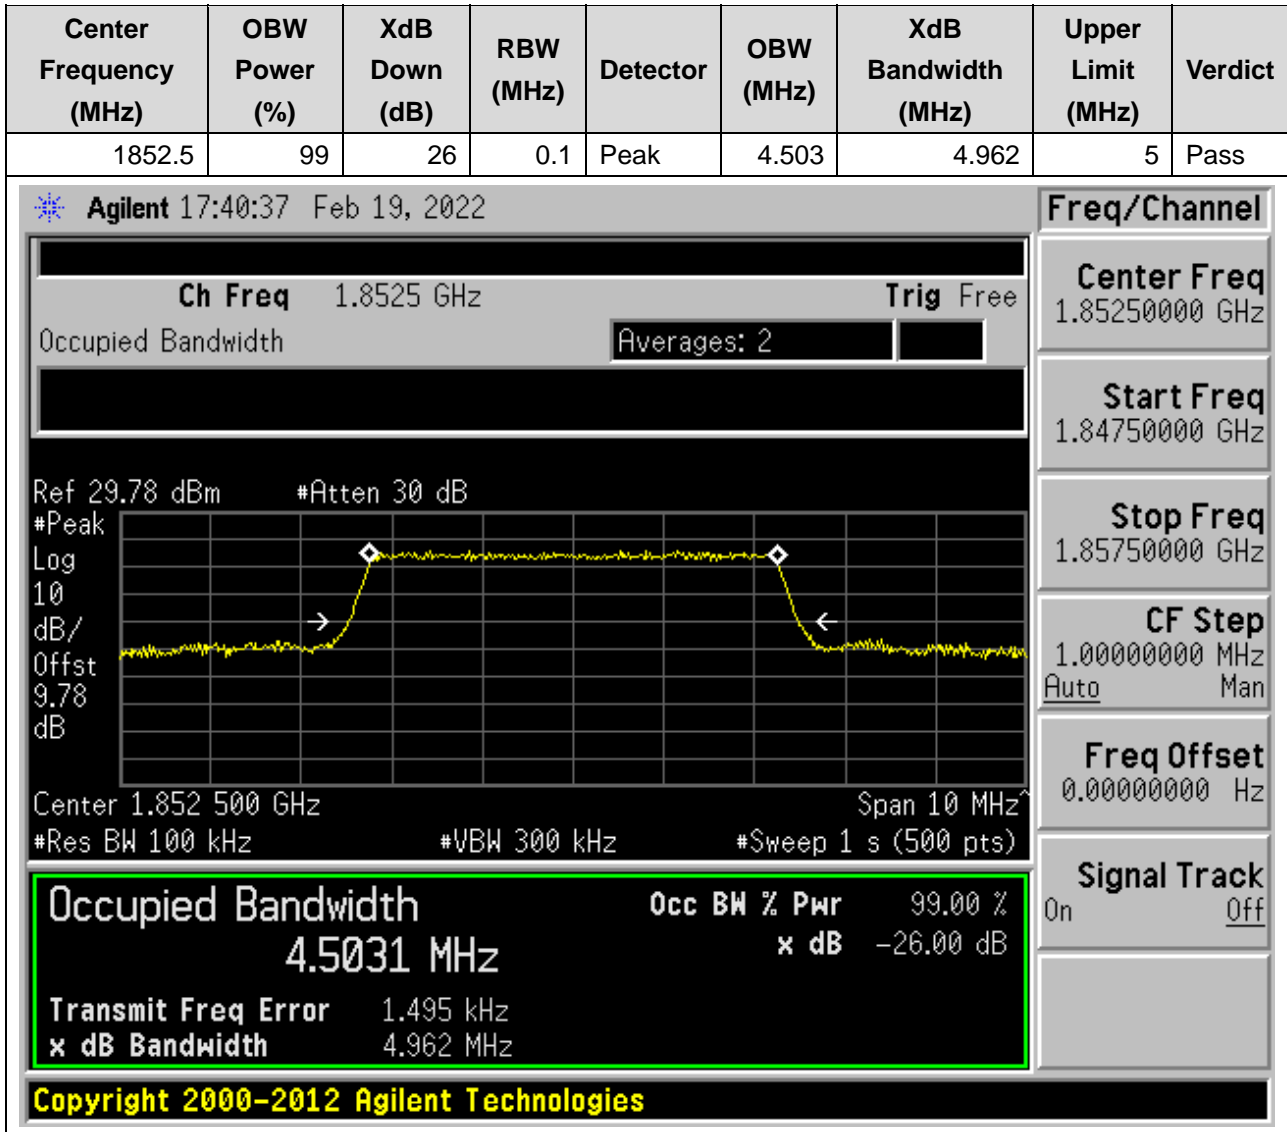 Center Frequency (MHz) OBW Power (%) XdB Down (dB) RBW (MHz) Detector OBW (MHz) XdB Bandwidth (MHz) Upper Limit (MHz) Verdict
1852.5 99 26 0.1 Peak 4.503 4.962 5 Pass
Agilent 17:40:37 Feb 19, 2022
Freq/Channel
Ch Freq 1.8525 GHz Trig Free
Occupied Bandwidth Averages: 2
Ref 29.78 dBm #Atten 30 dB
#Peak
Log
10
dB/
Offst
9.78
dB
Center 1.852 500 GHz Span 10 MHz^
#Res BW 100 kHz #VBW 300 kHz #Sweep 1 s (500 pts)
Occupied Bandwidth Occ BW % Pwr 99.00 %
4.5031 MHz x dB -26.00 dB
Transmit Freq Error 1.495 kHz
x dB Bandwidth 4.962 MHz
Center Freq
1.85250000 GHz
Start Freq
1.84750000 GHz
Stop Freq
1.85750000 GHz
CF Step
1.00000000 MHz
Auto Man
Freq Offset
0.00000000 Hz
Signal Track
On Off
Copyright 2000-2012 Agilent Technologies